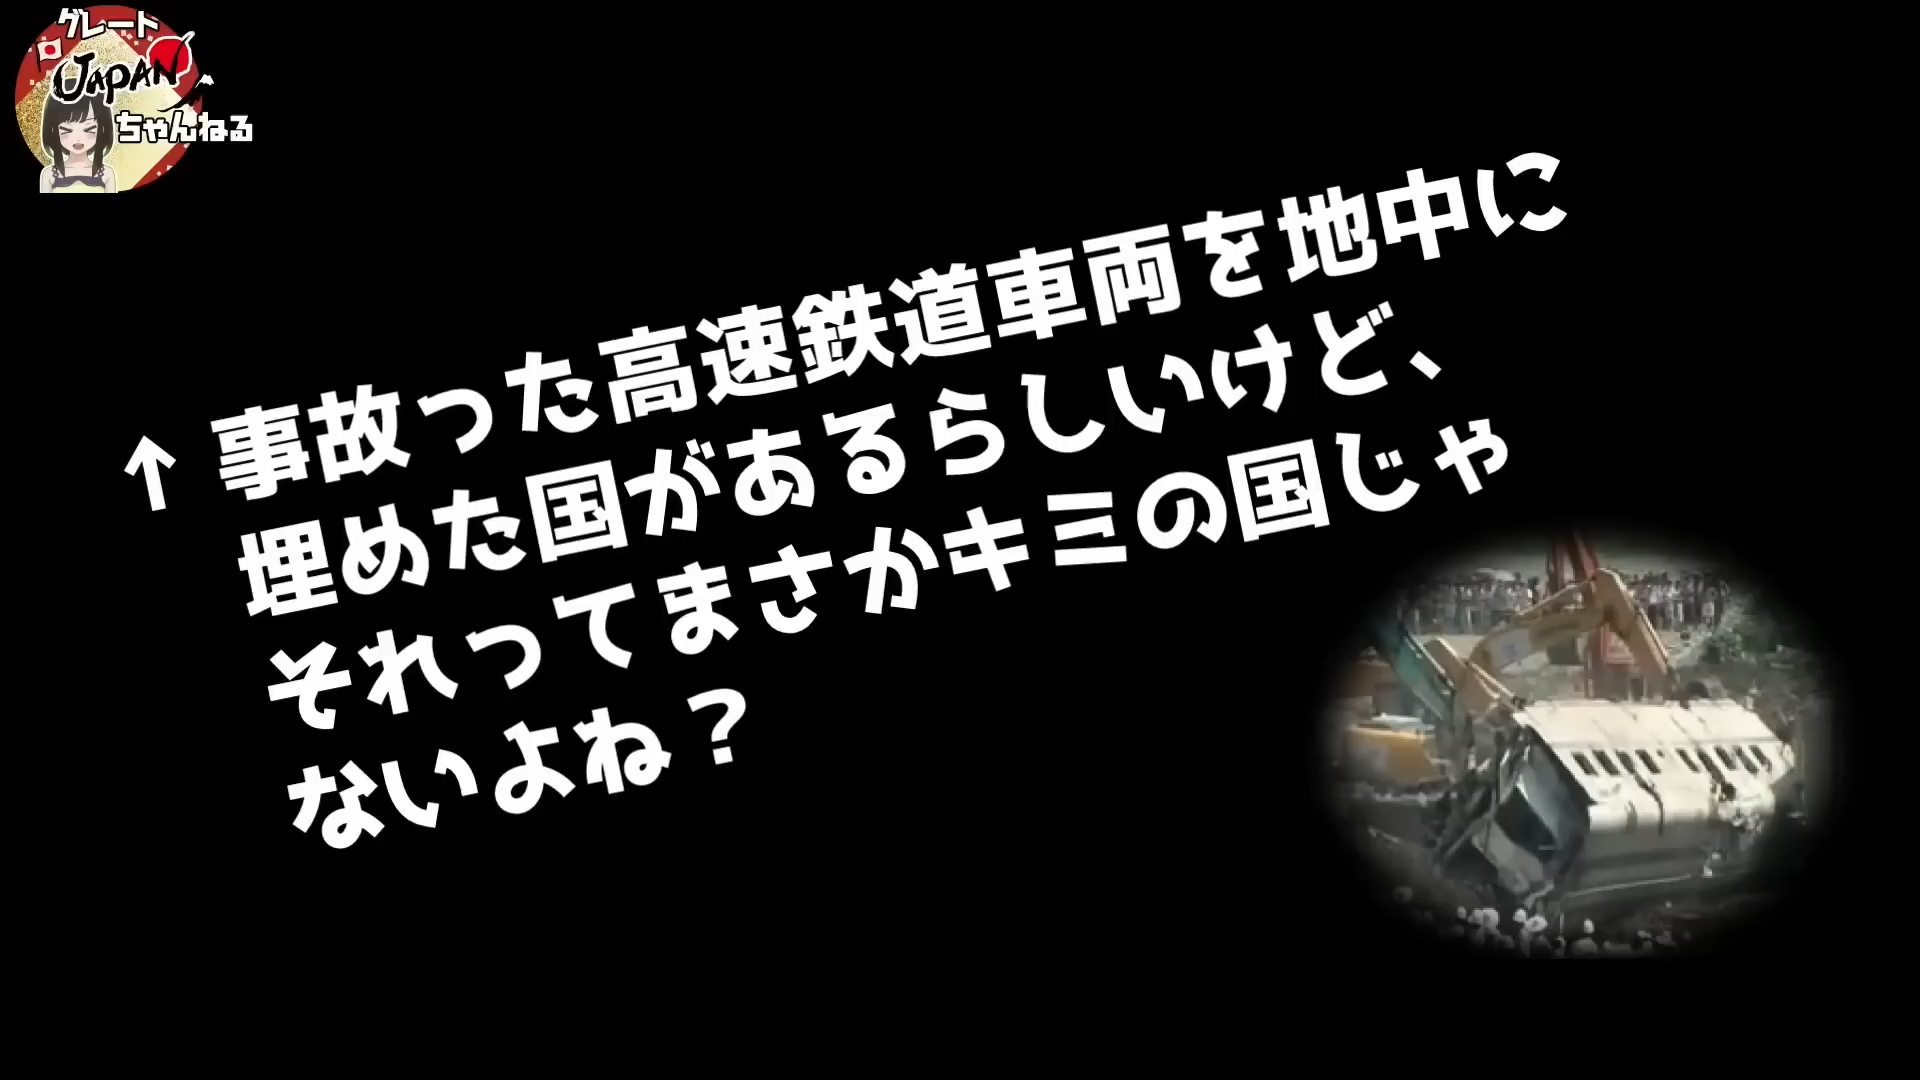 グレート
JAPAN
ちゃんねる
↑ 事故った高速鉄道車両を地中に
埋めた国があるらしいけど、
それってまさかキミの国じゃ
ないよね？